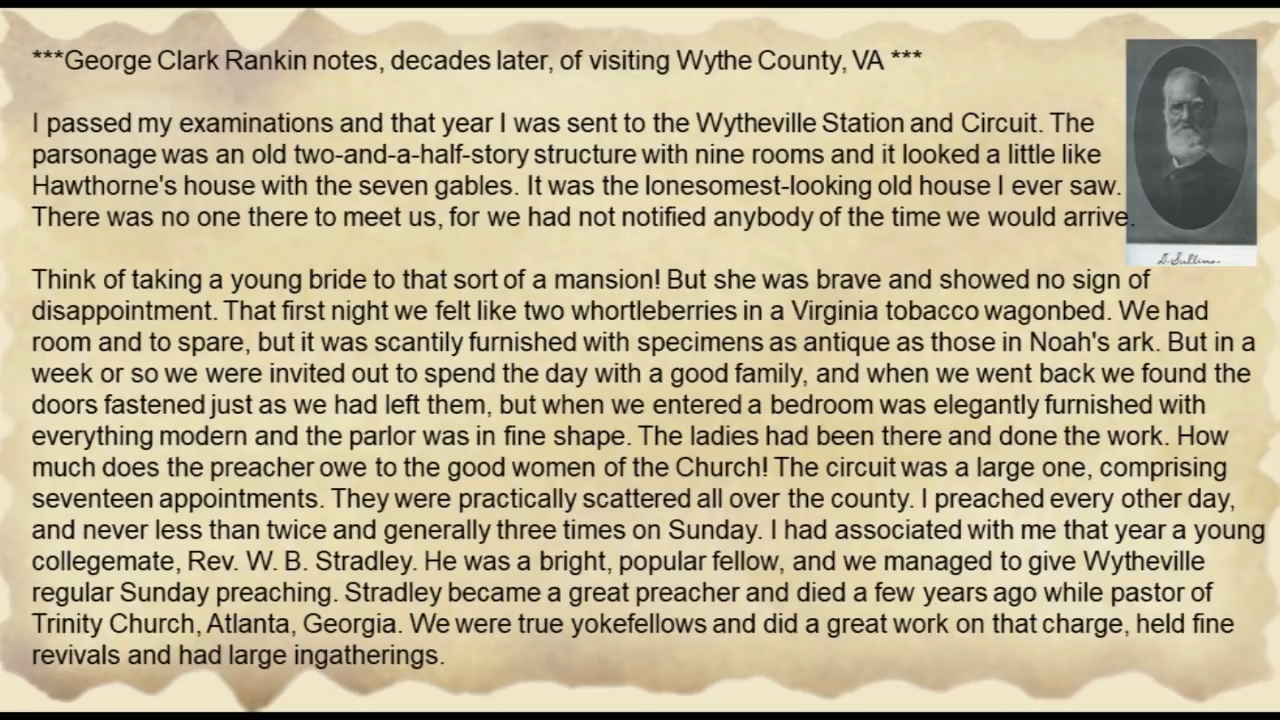 ***George Clark Rankin notes, decades later, of visiting Wythe County, VA ***
I passed my examinations and that year I was sent to the Wytheville Station and Circuit. The
parsonage was an old two-and-a-half-story structure with nine rooms and it looked a little like
Hawthorne's house with the seven gables. It was the lonesomest-looking old house I ever saw.
There was no one there to meet us, for we had not notified anybody of the time we would arrive.
D. Sullins.
Think of taking a young bride to that sort of a mansion! But she was brave and showed no sign of
disappointment. That first night we felt like two whortleberries in a Virginia tobacco wagonbed. We had
room and to spare, but it was scantily furnished with specimens as antique as those in Noah's ark. But in a
week or so we were invited out to spend the day with a good family, and when we went back we found the
doors fastened just as we had left them, but when we entered a bedroom was elegantly furnished with
everything modern and the parlor was in fine shape. The ladies had been there and done the work. How
much does the preacher owe to the good women of the Church! The circuit was a large one, comprising
seventeen appointments. They were practically scattered all over the county. I preached every other day,
and never less than twice and generally three times on Sunday. I had associated with me that year a young
collegemate, Rev. W. B. Stradley. He was a bright, popular fellow, and we managed to give Wytheville
regular Sunday preaching. Stradley became a great preacher and died a few years ago while pastor of
Trinity Church, Atlanta, Georgia. We were true yokefellows and did a great work on that charge, held fine
revivals and had large ingatherings.